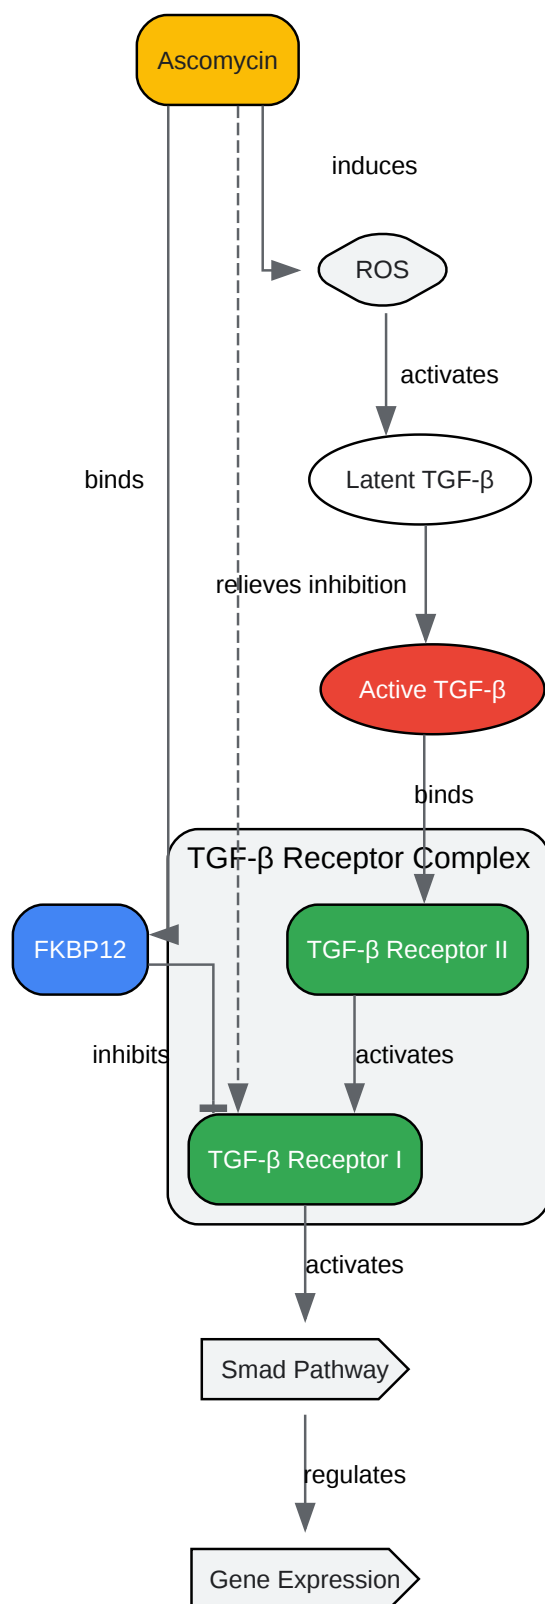 Ascomycin
induces
ROS
activates
Latent TGF-β
binds
relieves inhibition
Active TGF-β
binds
TGF-β Receptor Complex
FKBP12
TGF-β Receptor II
inhibits
activates
TGF-β Receptor I
activates
Smad Pathway
regulates
Gene Expression